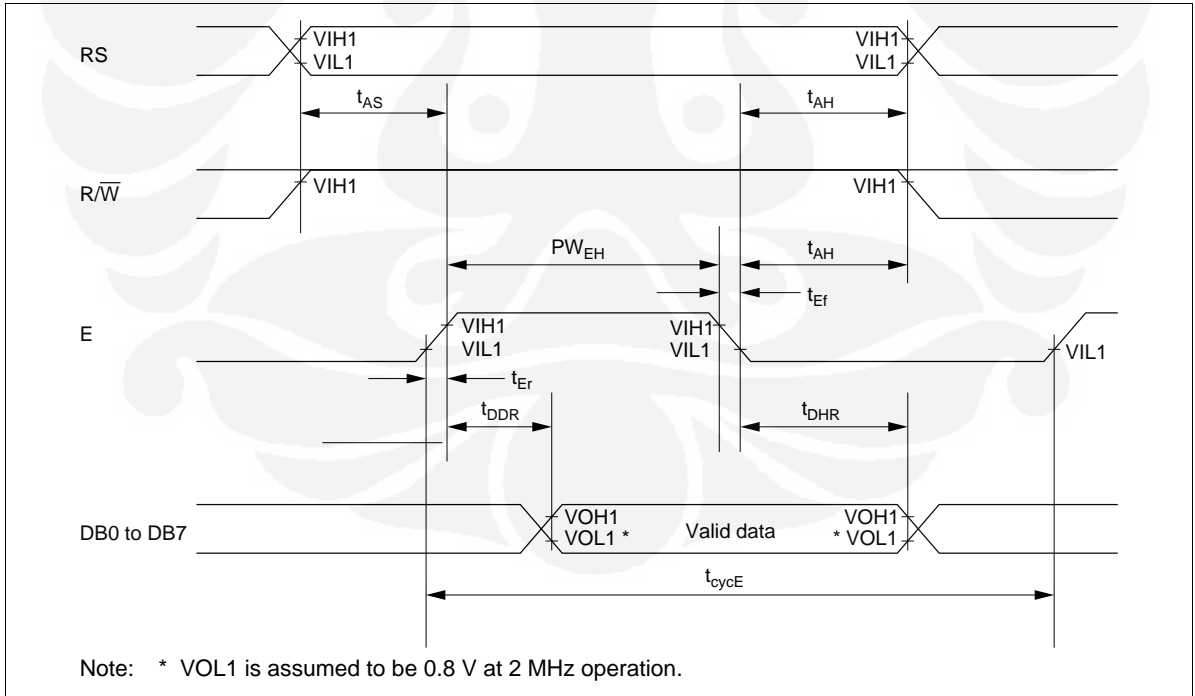 RS
VIH1
VIL1
VIH1
VIL1
tAS
tAH
R/W̅
VIH1
VIH1
PWEH
tAH
tEf
E
VIH1
VIL1
VIH1
VIL1
VIL1
tEr
tDDR
tDHR
DB0 to DB7
VOH1
VOL1 *
Valid data
VOH1
* VOL1
tcycE
Note: * VOL1 is assumed to be 0.8 V at 2 MHz operation.